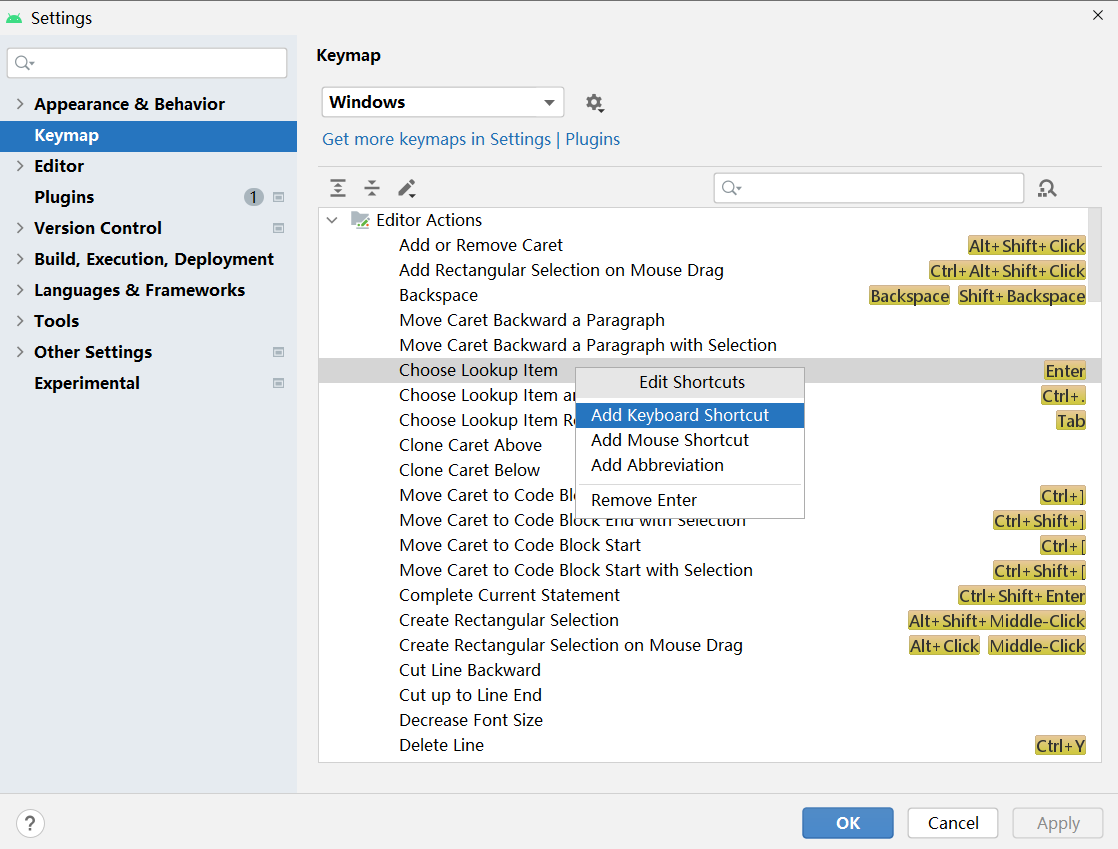 Settings
Appearance & Behavior
Keymap
Editor
Plugins 1
Version Control
Build, Execution, Deployment
Languages & Frameworks
Tools
Other Settings
Experimental
Keymap
Windows
Get more keymaps in Settings | Plugins
Editor Actions
Add or Remove Caret Alt+Shift+Click
Add Rectangular Selection on Mouse Drag Ctrl+Alt+Shift+Click
Backspace Backspace Shift+Backspace
Move Caret Backward a Paragraph
Move Caret Backward a Paragraph with Selection
Choose Lookup Item Enter
Choose Lookup Item Ctrl+.
Choose Lookup Item Tab
Clone Caret Above
Clone Caret Below
Move Caret to Code Ctrl+]
Move Caret to Code Block End with Selection Ctrl+Shift+]
Move Caret to Code Block Start Ctrl+[
Move Caret to Code Block Start with Selection Ctrl+Shift+[
Complete Current Statement Ctrl+Shift+Enter
Create Rectangular Selection Alt+Shift+Middle-Click
Create Rectangular Selection on Mouse Drag Alt+Click Middle-Click
Cut Line Backward
Cut up to Line End
Decrease Font Size
Delete Line Ctrl+Y
Edit Shortcuts
Add Keyboard Shortcut
Add Mouse Shortcut
Add Abbreviation
Remove Enter
?
OK
Cancel
Apply